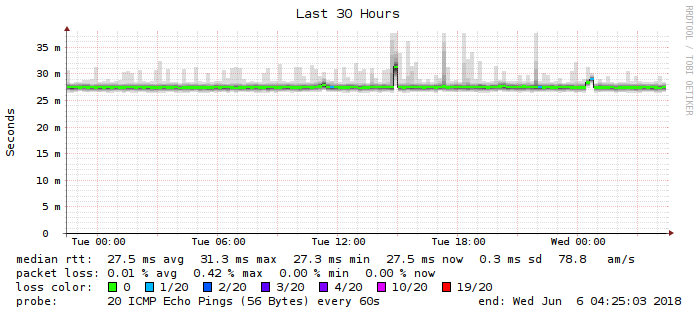 Last 30 Hours
RRDTOOL / TOBI OETIKER
Seconds
35 m
30 m
25 m
20 m
15 m
10 m
5 m
0
Tue 00:00 Tue 06:00 Tue 12:00 Tue 18:00 Wed 00:00
median rtt: 27.5 ms avg 31.3 ms max 27.3 ms min 27.5 ms now 0.3 ms sd 78.8 am/s
packet loss: 0.01 % avg 0.42 % max 0.00 % min 0.00 % now
loss color: 0 1/20 2/20 3/20 4/20 10/20 19/20
probe: 20 ICMP Echo Pings (56 Bytes) every 60s end: Wed Jun 6 04:25:03 2018